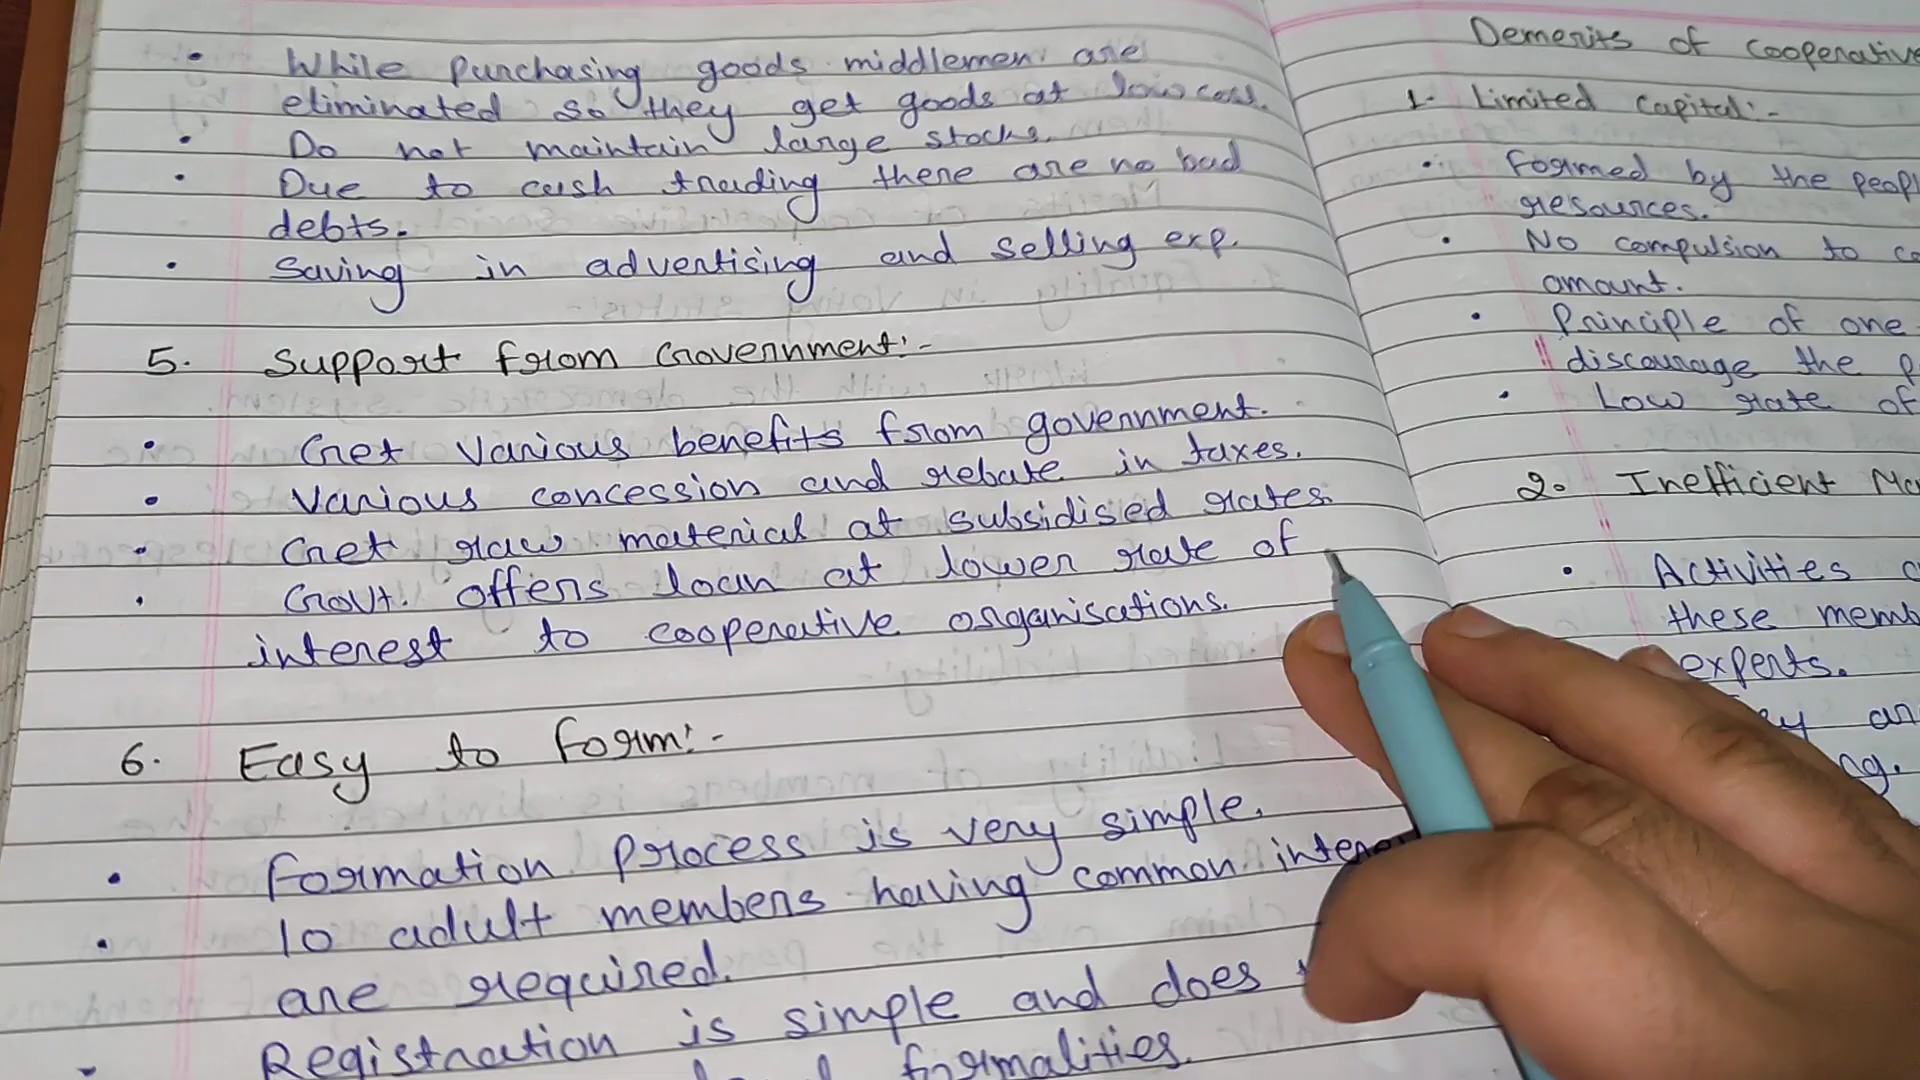 • While purchasing goods middlemen are
eliminated so they get goods at low cost.
• Do not maintain large stocks.
• Due to cash trading there are no bad
debts.
• Saving in advertising and selling exp.
5. Support from Government:-
• Get various benefits from government.
• Various concession and rebate in taxes.
• Get raw material at subsidised rates.
• Govt. offers loan at lower rate of
interest to cooperative organisations.
6. Easy to form:-
• Formation process is very simple.
• 10 adult members having common
are required.
• Registration is simple and does
formalities.
Demerits of Cooperative
1. Limited Capital:-
• Formed by the
resources.
• No compulsion to
amount.
• Principle of one
discourage the
• Low rate of
2. Inefficient
• Activities
these
experts.